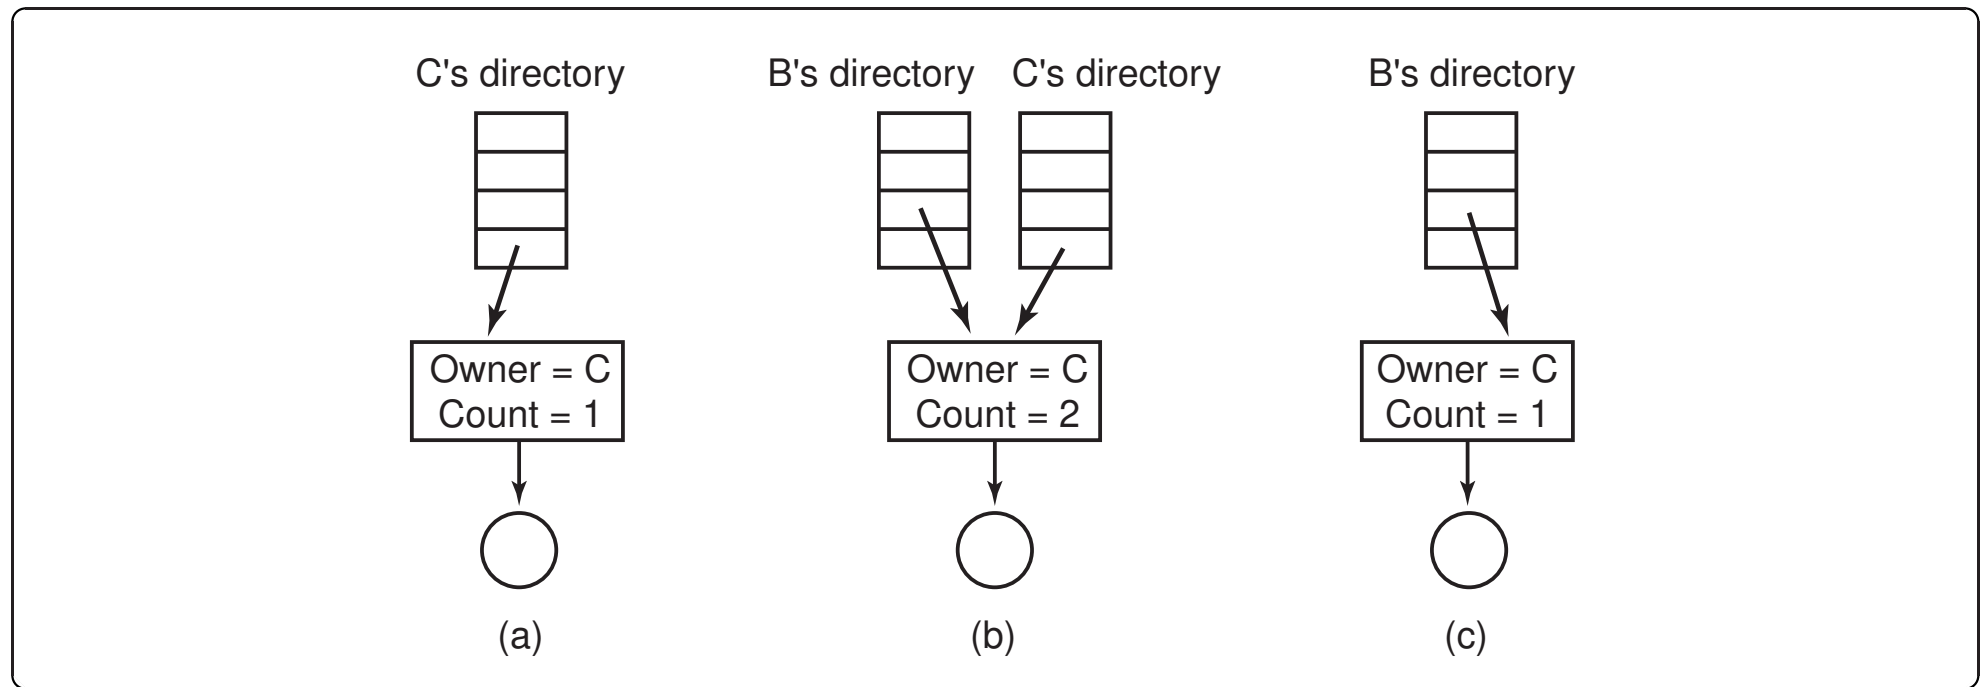 C's directory
B's directory
C's directory
B's directory
Owner = C
Count = 1
Owner = C
Count = 2
Owner = C
Count = 1
(a)
(b)
(c)